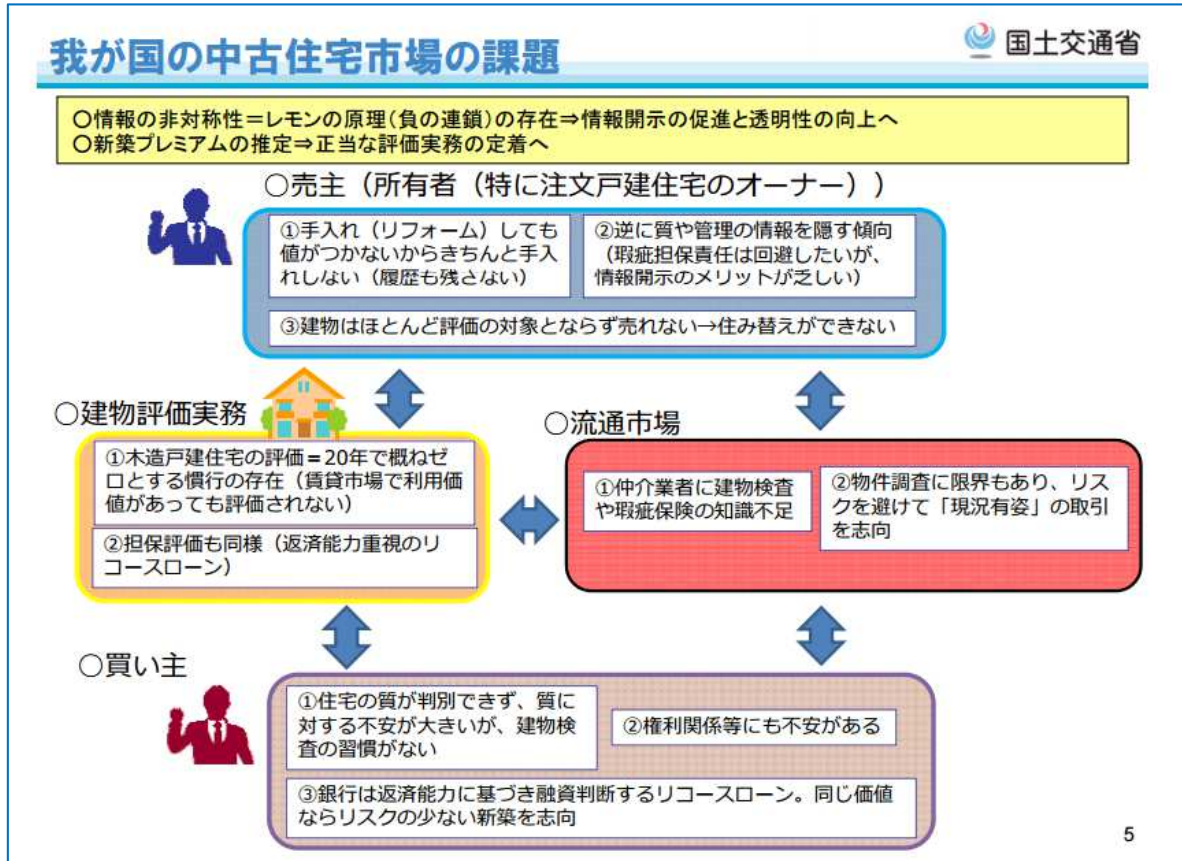 我が国の中古住宅市場の課題
国土交通省
○情報の非対称性＝レモンの原理(負の連鎖)の存在⇒情報開示の促進と透明性の向上へ
○新築プレミアムの推定⇒正当な評価実務の定着へ
○売主（所有者（特に注文戸建住宅のオーナー））
①手入れ（リフォーム）しても
値がつかないからきちんと手入
れしない（履歴も残さない）
②逆に質や管理の情報を隠す傾向
（瑕疵担保責任は回避したいが、
情報開示のメリットが乏しい）
③建物はほとんど評価の対象とならず売れない→住み替えができない
○建物評価実務
①木造戸建住宅の評価＝20年で概ねゼ
ロとする慣行の存在（賃貸市場で利用価
値があっても評価されない）
②担保評価も同様（返済能力重視のリ
コースローン）
○流通市場
①仲介業者に建物検査
や瑕疵保険の知識不足
②物件調査に限界もあり、リス
クを避けて「現況有姿」の取引
を志向
○買い主
①住宅の質が判別できず、質に
対する不安が大きいが、建物検
査の習慣がない
②権利関係等にも不安がある
③銀行は返済能力に基づき融資判断するリコースローン。同じ価値
ならリスクの少ない新築を志向
5